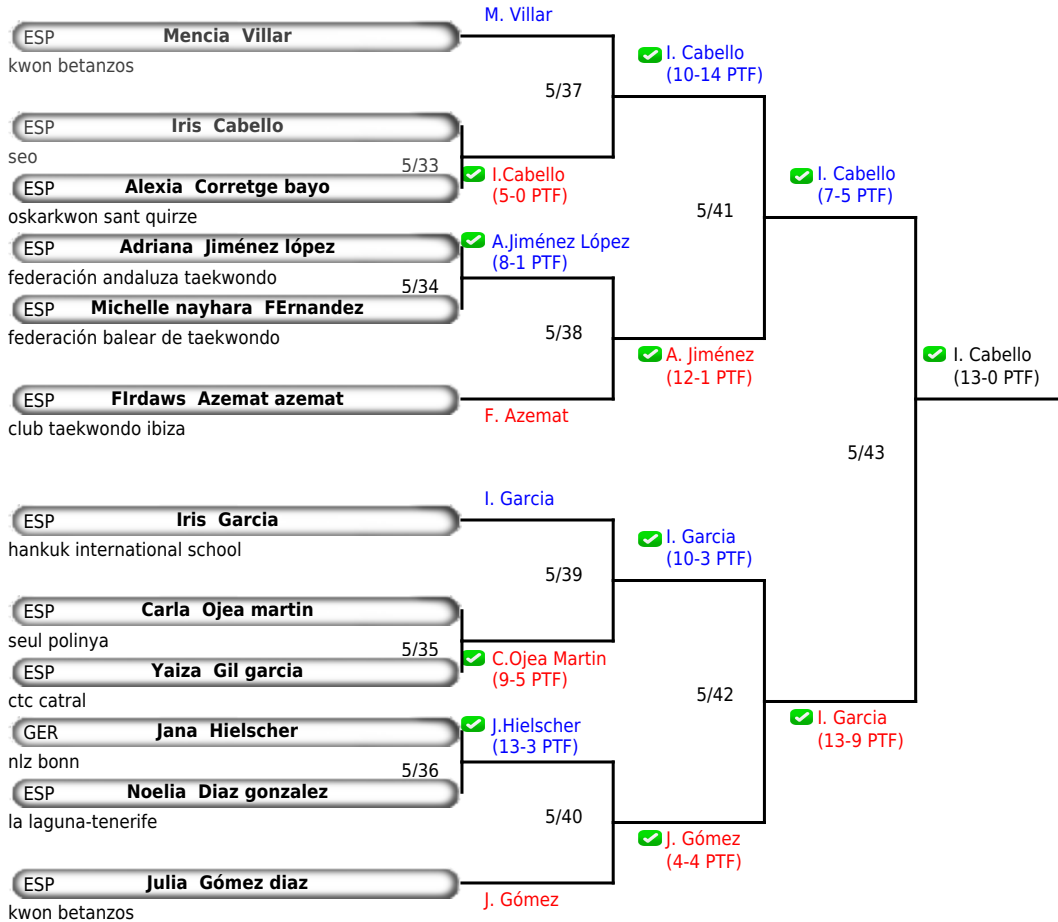 M. Villar
ESP Mencia Villar
kwon betanzos
I. Cabello
(10-14 PTF)
5/37
ESP Iris Cabello
seo
5/33
I.Cabello
(5-0 PTF)
ESP Alexia Corretge bayo
oskarkwon sant quirze
I. Cabello
(7-5 PTF)
5/41
ESP Adriana Jiménez lópez
federación andaluza taekwondo
A.Jiménez López
(8-1 PTF)
5/34
ESP Michelle nayhara FErnandez
federación balear de taekwondo
5/38
A. Jiménez
(12-1 PTF)
I. Cabello
(13-0 PTF)
ESP FIrdaws Azemat azemat
club taekwondo ibiza
F. Azemat
5/43
I. Garcia
ESP Iris Garcia
hankuk international school
I. Garcia
(10-3 PTF)
5/39
ESP Carla Ojea martin
seul polinya
5/35
C.Ojea Martin
(9-5 PTF)
ESP Yaiza Gil garcia
ctc catral
5/42
I. Garcia
(13-9 PTF)
GER Jana Hielscher
nlz bonn
J.Hielscher
(13-3 PTF)
5/36
ESP Noelia Diaz gonzalez
la laguna-tenerife
5/40
J. Gómez
(4-4 PTF)
ESP Julia Gómez diaz
kwon betanzos
J. Gómez